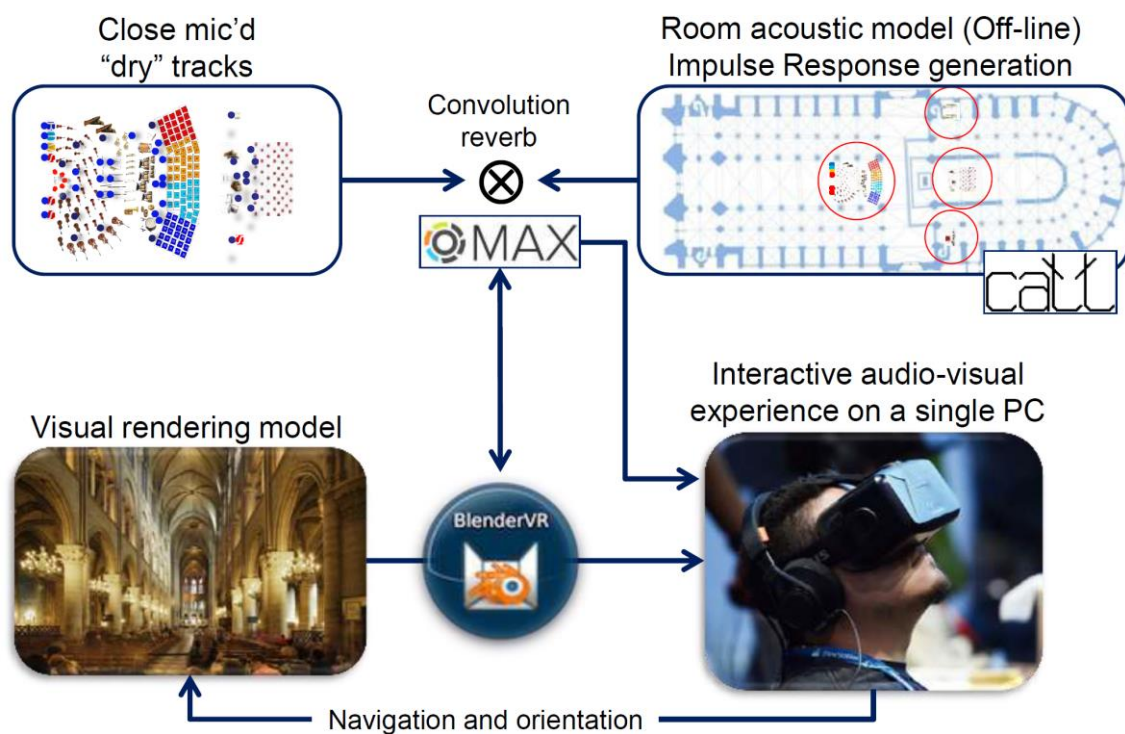 Close mic’d
“dry” tracks
Room acoustic model (Off-line)
Impulse Response generation
Convolution
reverb
MAX
catt
Interactive audio-visual
experience on a single PC
Visual rendering model
BlenderVR
Navigation and orientation